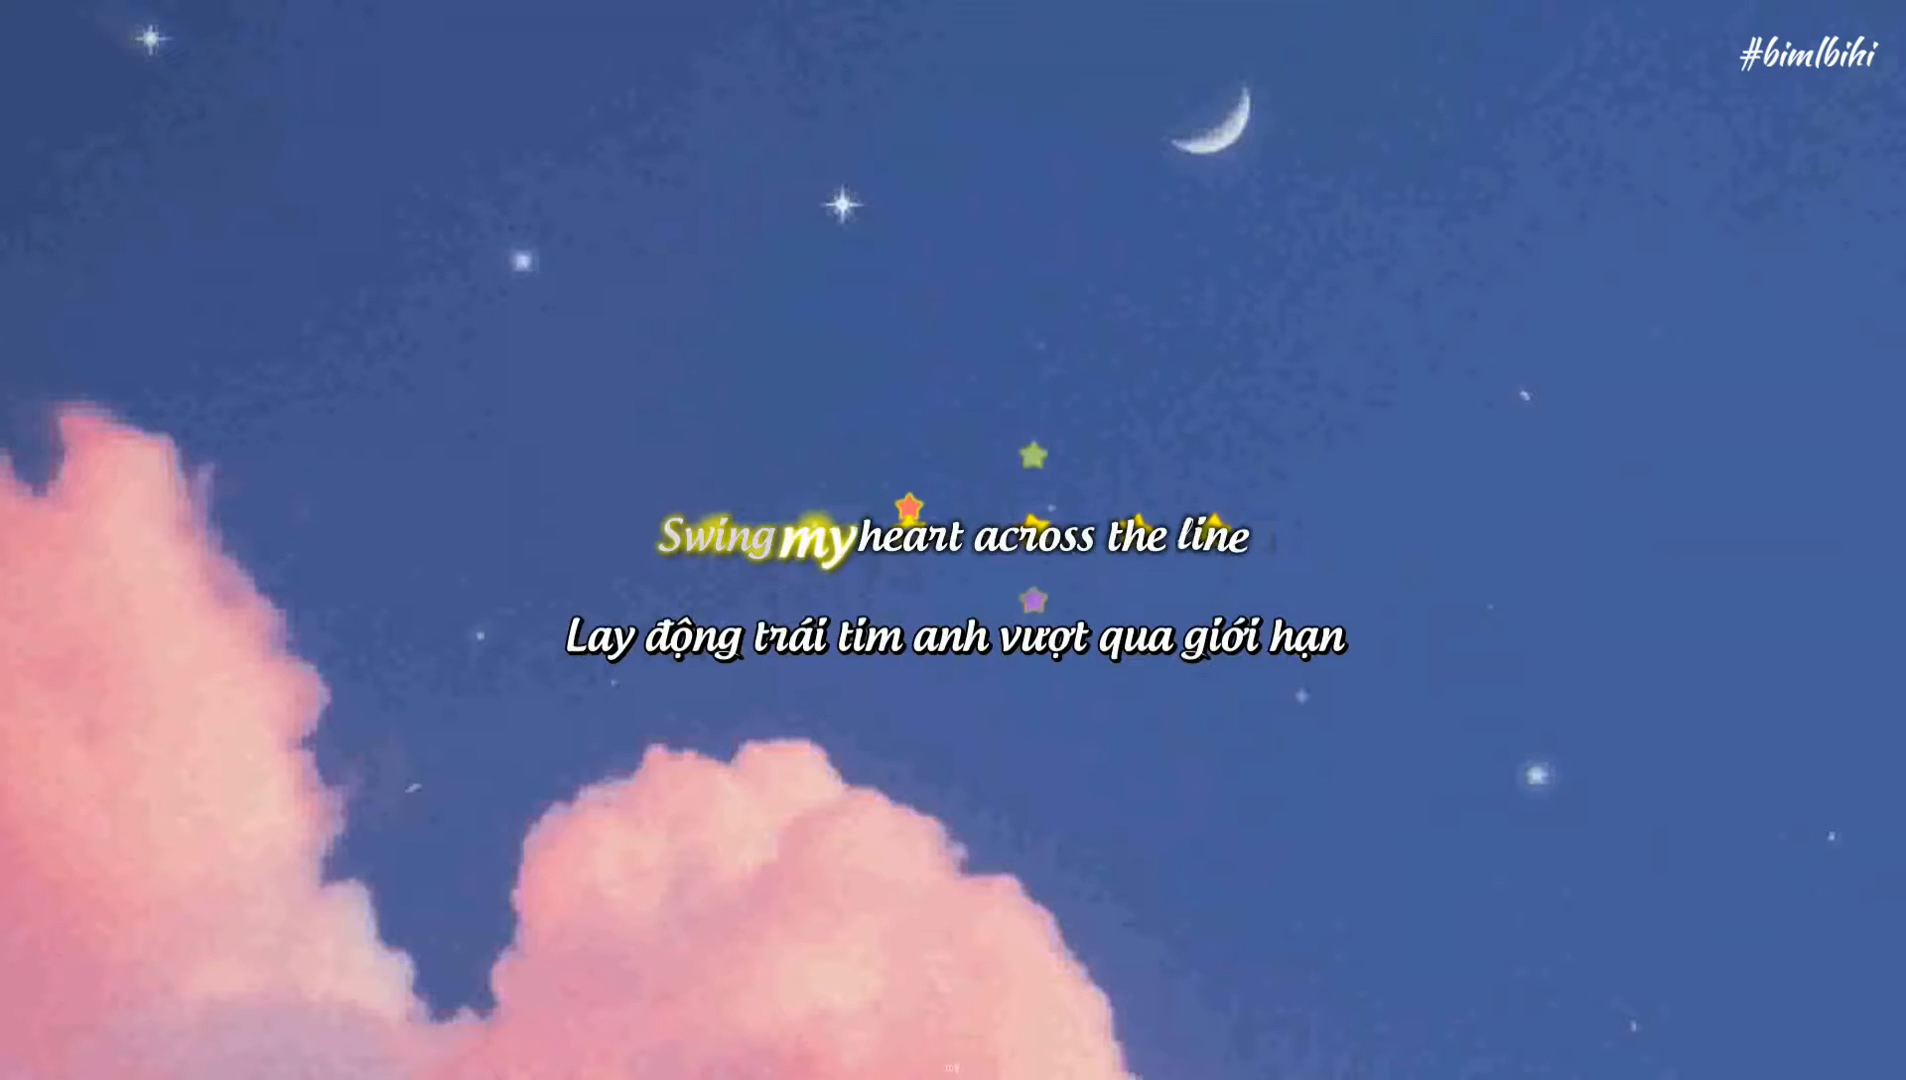 #bimlbihi
Swing my heart across the line
Lay động trái tim anh vượt qua giới hạn